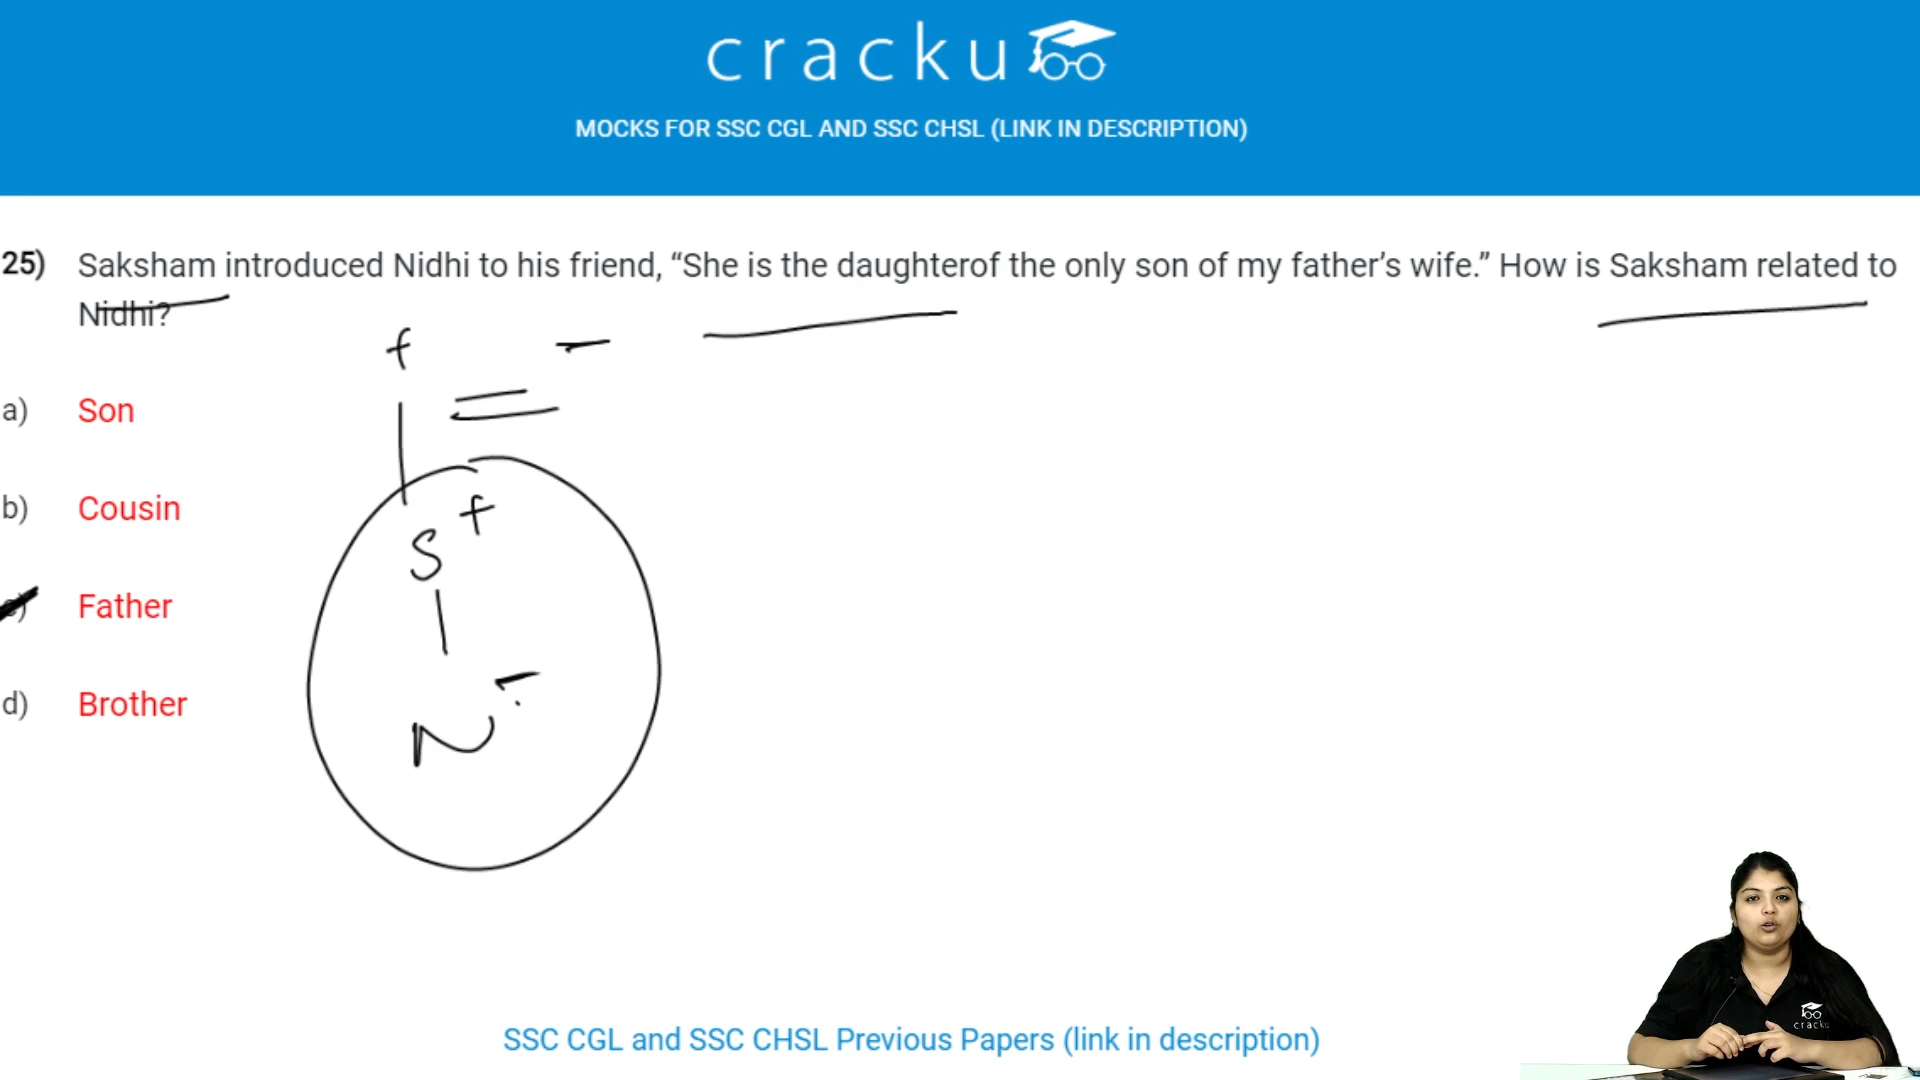 cracku
MOCKS FOR SSC CGL AND SSC CHSL (LINK IN DESCRIPTION)
25) Saksham introduced Nidhi to his friend, “She is the daughterof the only son of my father’s wife.” How is Saksham related to
Nidhi?
f -
a) Son
b) Cousin
S +
c) Father
d) Brother
N -
cracku
SSC CGL and SSC CHSL Previous Papers (link in description)